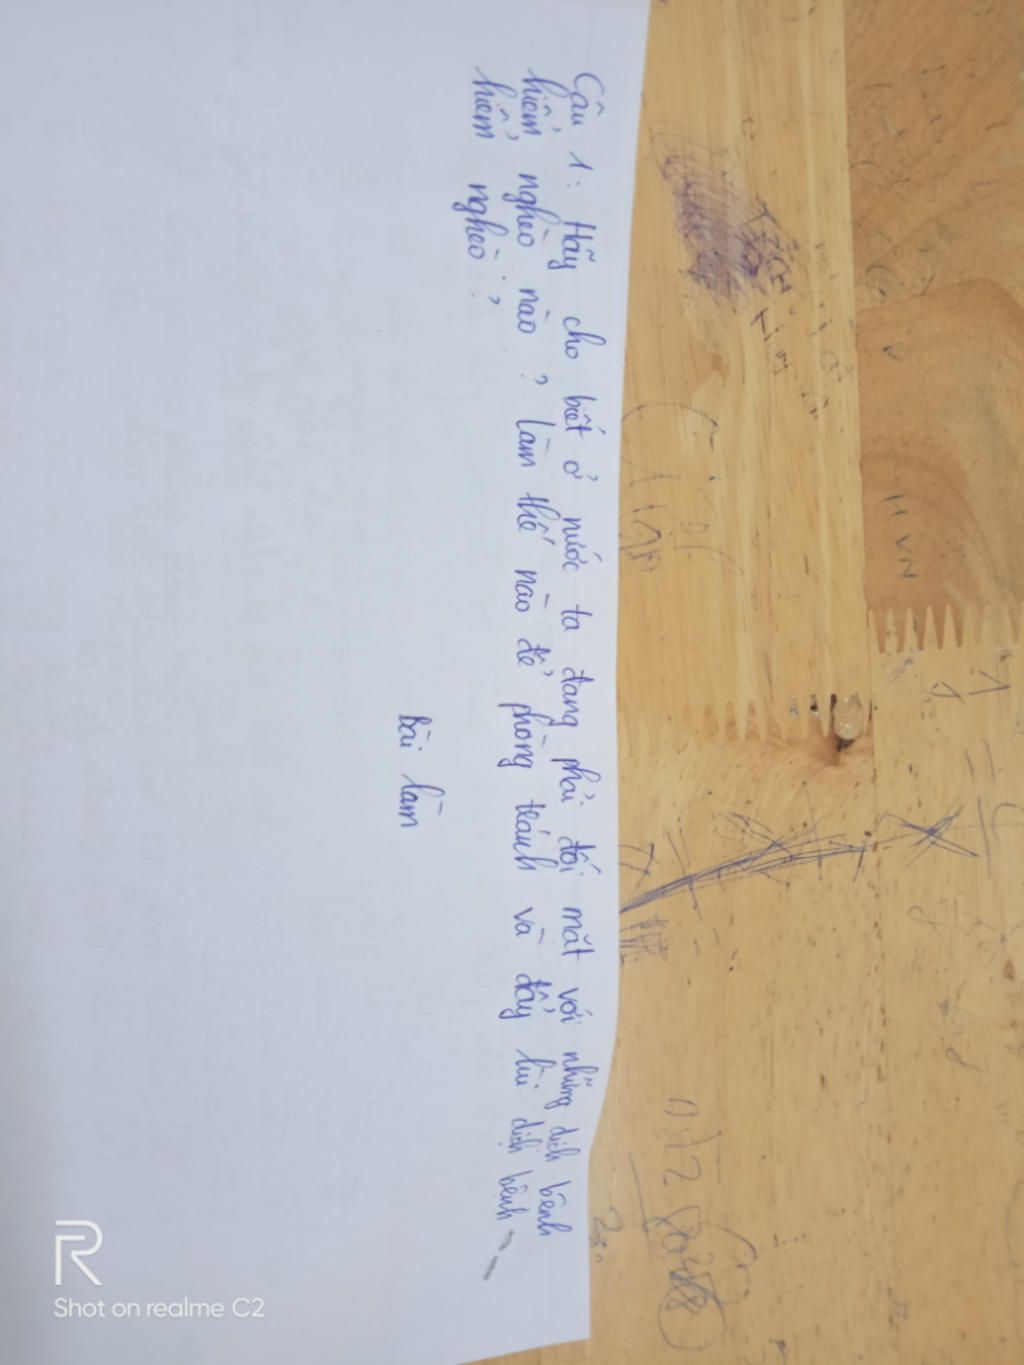 Câu 1: Hãy cho biết ở nước ta đang phải đối mặt với những dịch bệnh
hiểm nghèo nào? Làm thế nào để phòng tránh và đẩy lùi dịch bệnh
hiểm nghèo?
Bài làm
R
Shot on realme C2